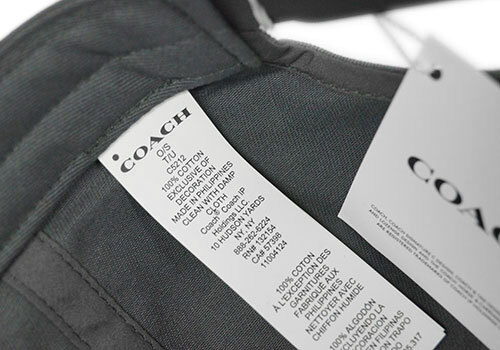 COACH
O/S
T/U
C5212
100% COTTON
EXCLUSIVE OF
DECORATION
MADE IN PHILIPPINES
CLEAN WITH DAMP
CLOTH
Coach® Coach IP
Holdings LLC.
10 HUDSON YARDS
NY, NY
888-262-6224
RN# 132154
CA# 57398
11004124
100% COTON
À L'EXCEPTION DES
GARNITURES
FABRIQUÉ AUX
PHILIPPINES
NETTOYER AVEC
CHIFFON HUMIDE
100% ALGODÓN
COACH